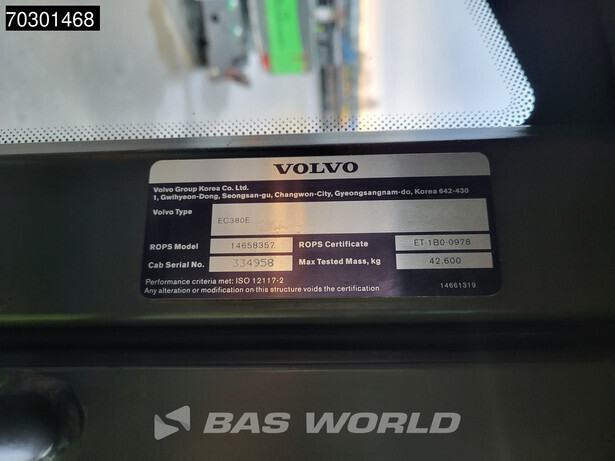 70301468
VOLVO
Volvo Group Korea Co. Ltd.
1, Gwihyeon-Dong, Seongsan-gu, Changwon-City, Gyeongsangnam-do, Korea 642-430
Volvo Type EC380E
ROPS Model 14658357 ROPS Certificate ET 1B0-0978
Cab Serial No. 334958 Max Tested Mass, kg 42,600
Performance criteria met: ISO 12117-2
Any alteration or modification on this structure voids the certification 14661319
BAS WORLD